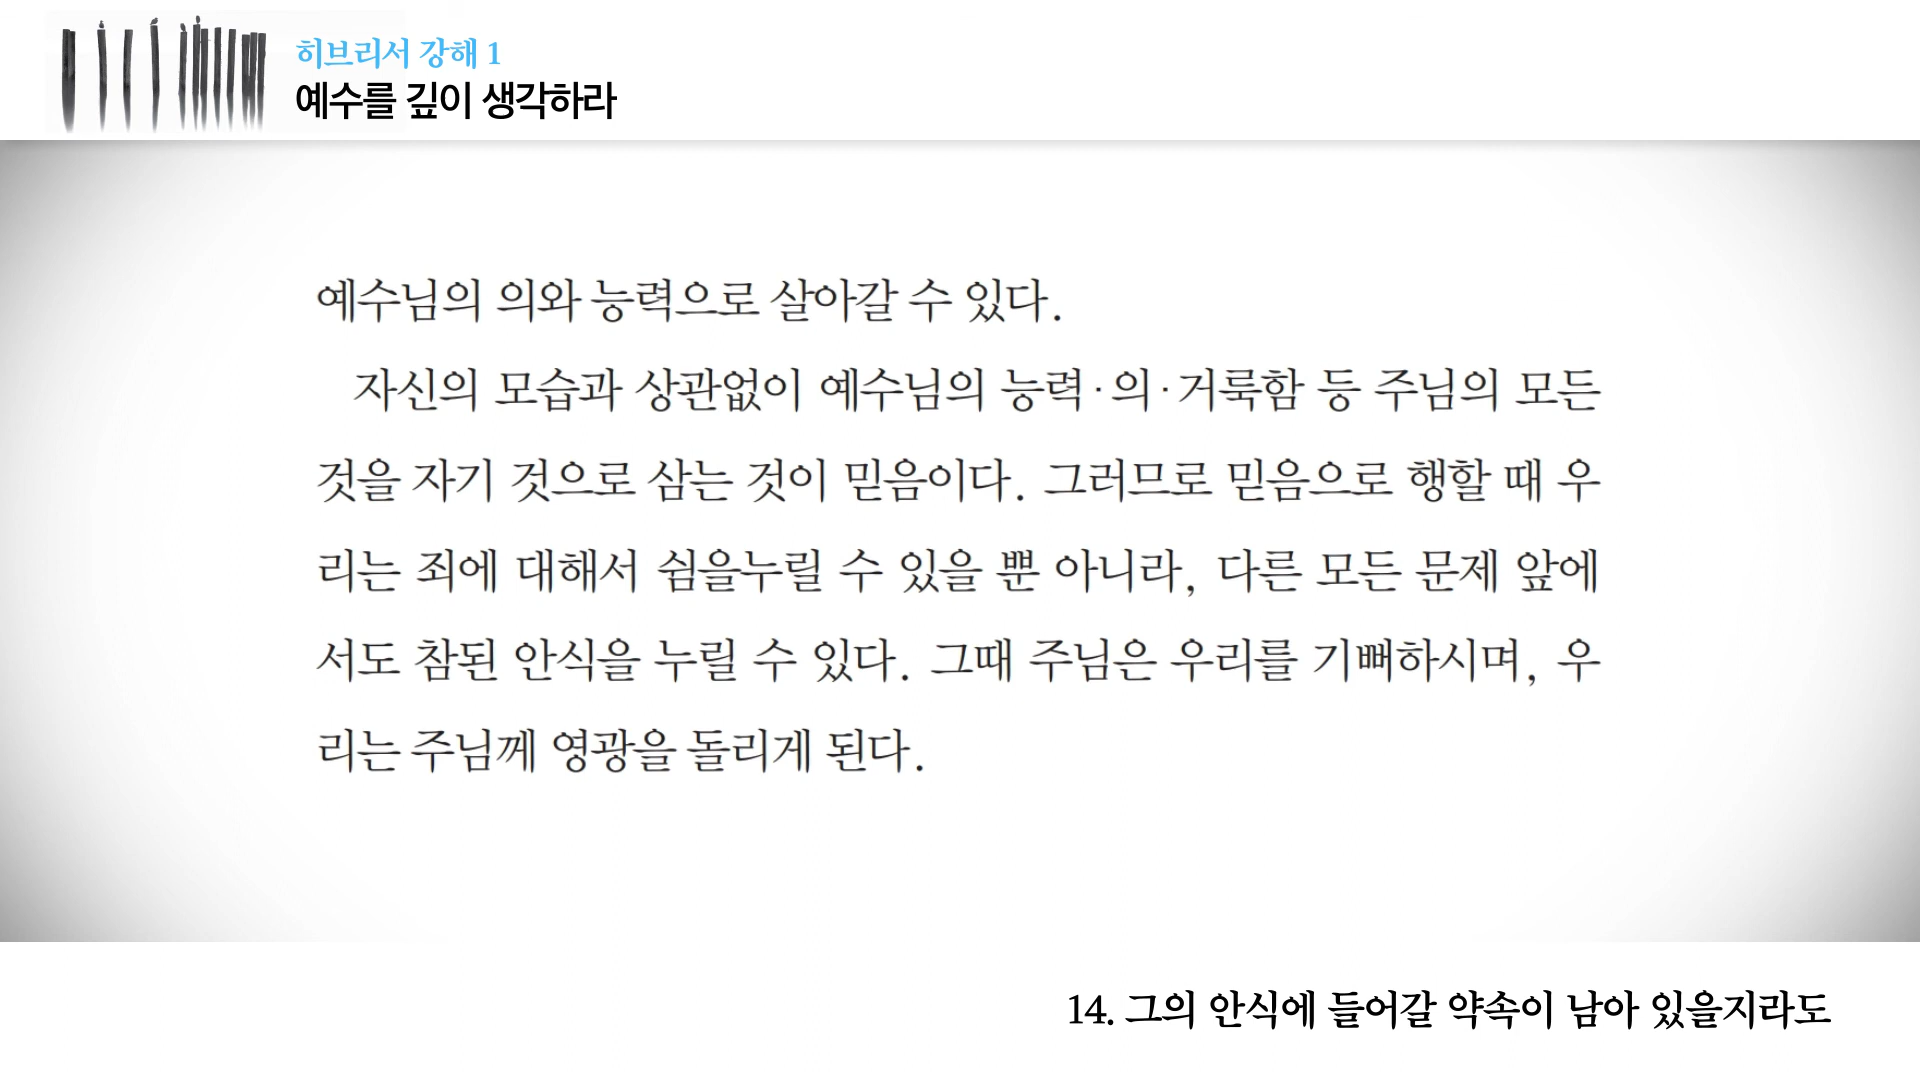 히브리서 강해 1
예수를 깊이 생각하라
예수님의 의와 능력으로 살아갈 수 있다.
자신의 모습과 상관없이 예수님의 능력·의·거룩함 등 주님의 모든
것을 자기 것으로 삼는 것이 믿음이다. 그러므로 믿음으로 행할 때 우
리는 죄에 대해서 쉼을누릴 수 있을 뿐 아니라, 다른 모든 문제 앞에
서도 참된 안식을 누릴 수 있다. 그때 주님은 우리를 기뻐하시며, 우
리는 주님께 영광을 돌리게 된다.
14. 그의 안식에 들어갈 약속이 남아 있을지라도